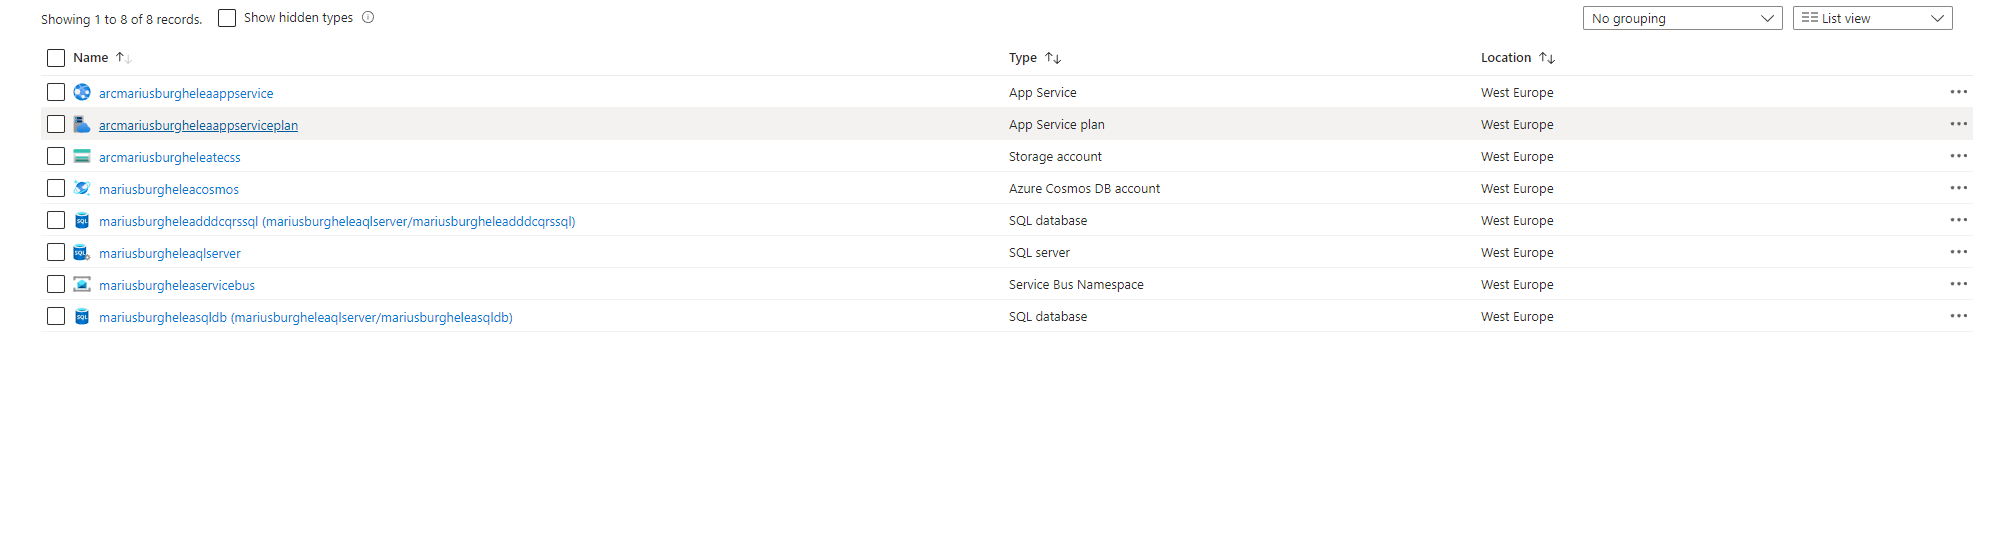 Showing 1 to 8 of 8 records. Show hidden types No grouping List view
Name Type Location
arcmariusburgheleaappservice App Service West Europe
arcmariusburgheleaappserviceplan App Service plan West Europe
arcmariusburgheleatecss Storage account West Europe
mariusburgheleacosmos Azure Cosmos DB account West Europe
mariusburgheleadddcqrssql (mariusburgheleaqlserver/mariusburgheleadddcqrssql) SQL database West Europe
mariusburgheleaqlserver SQL server West Europe
mariusburgheleaservicebus Service Bus Namespace West Europe
mariusburgheleasqldb (mariusburgheleaqlserver/mariusburgheleasqldb) SQL database West Europe